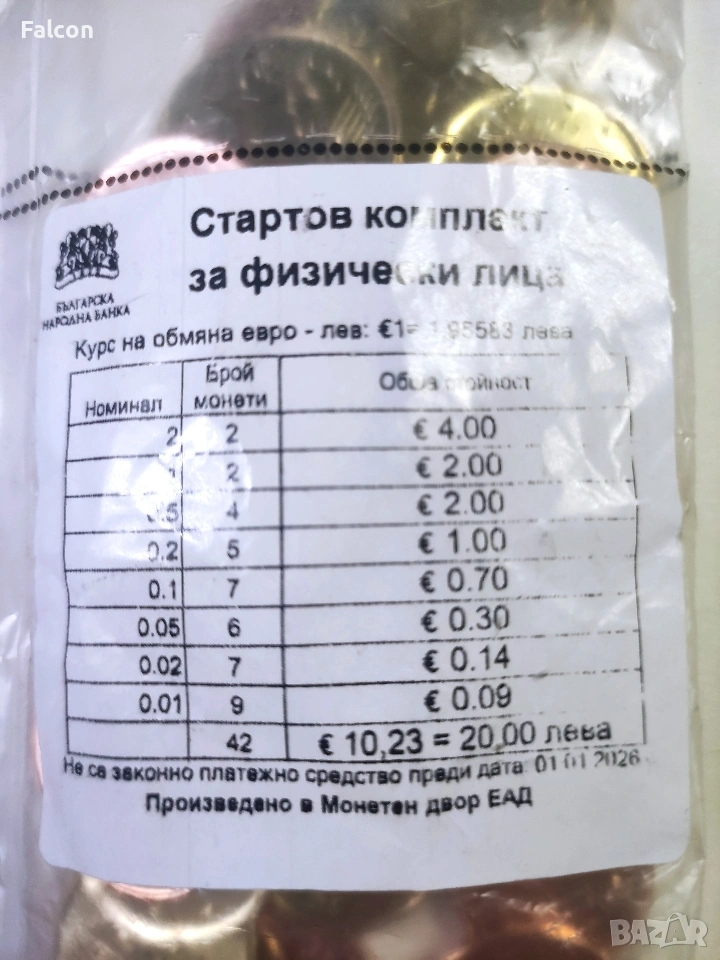 Falcon
Стартов комплект
за физически лица
БЪЛГАРСКА
НАРОДНА БАНКА
Курс на обмяна евро - лев: €1= 1,95583 лева
Номинал Брой монети Обща стойност
2 2 € 4.00
2 € 2.00
0.5 4 € 2.00
0.2 5 € 1.00
0.1 7 € 0.70
0.05 6 € 0.30
0.02 7 € 0.14
0.01 9 € 0.09
42 € 10,23 = 20,00 лева
Не са законно платежно средство преди дата: 01.01.2026
Произведено в Монетен двор ЕАД
BAZAR